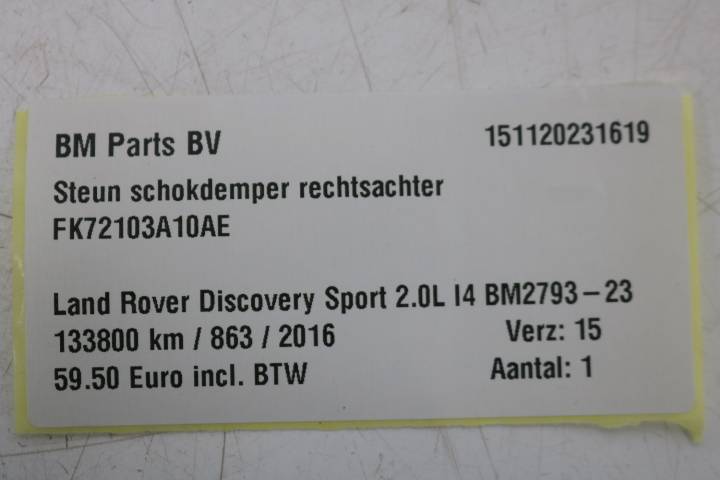 BM Parts BV 151120231619
Steun schokdemper rechtsachter
FK72103A10AE
Land Rover Discovery Sport 2.0L I4 BM2793-23
133800 km / 863 / 2016 Verz: 15
59.50 Euro incl. BTW Aantal: 1